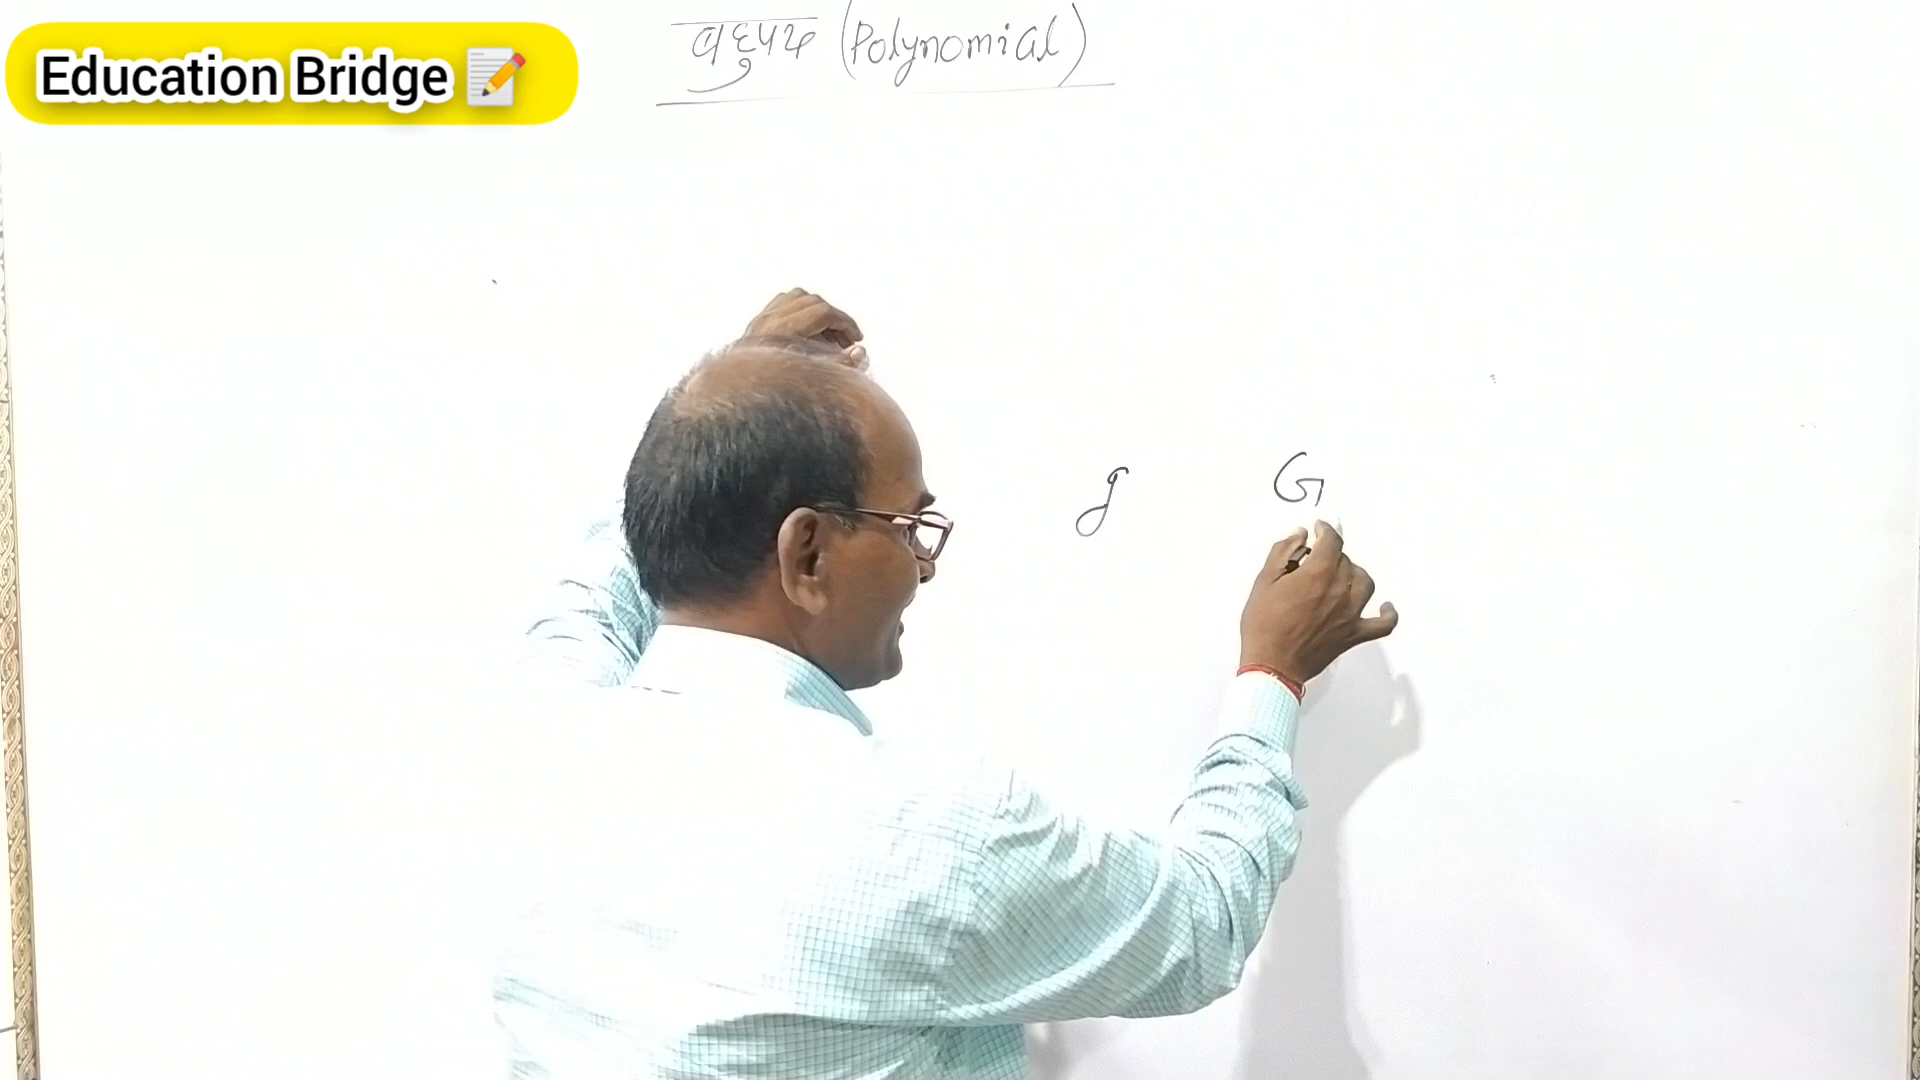 Education Bridge 📝
बहुपद (Polynomial)
g G